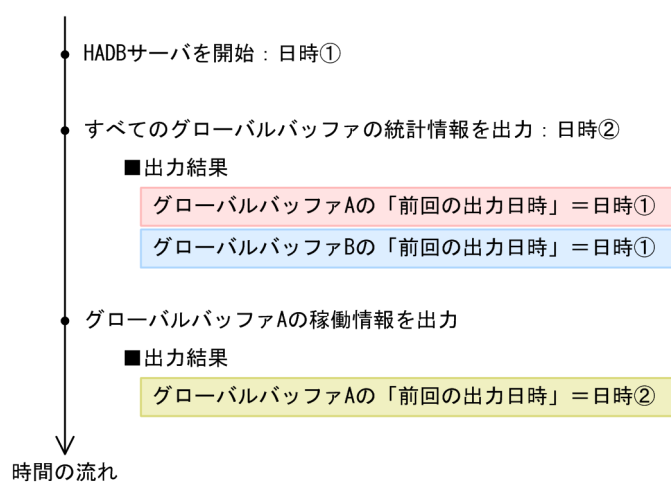 HADBサーバを開始：日時①
すべてのグローバルバッファの統計情報を出力：日時②
■出力結果
グローバルバッファAの「前回の出力日時」＝日時①
グローバルバッファBの「前回の出力日時」＝日時①
グローバルバッファAの稼働情報を出力
■出力結果
グローバルバッファAの「前回の出力日時」＝日時②
時間の流れ